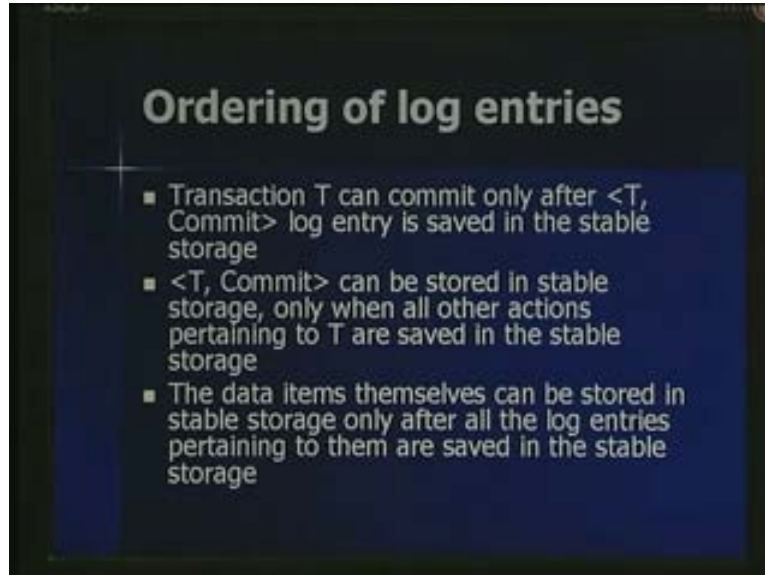 Ordering of log entries
Transaction T can commit only after <T,
Commit> log entry is saved in the stable
storage
<T, Commit> can be stored in stable
storage, only when all other actions
pertaining to T are saved in the stable
storage
The data items themselves can be stored in
stable storage only after all the log entries
pertaining to them are saved in the stable
storage